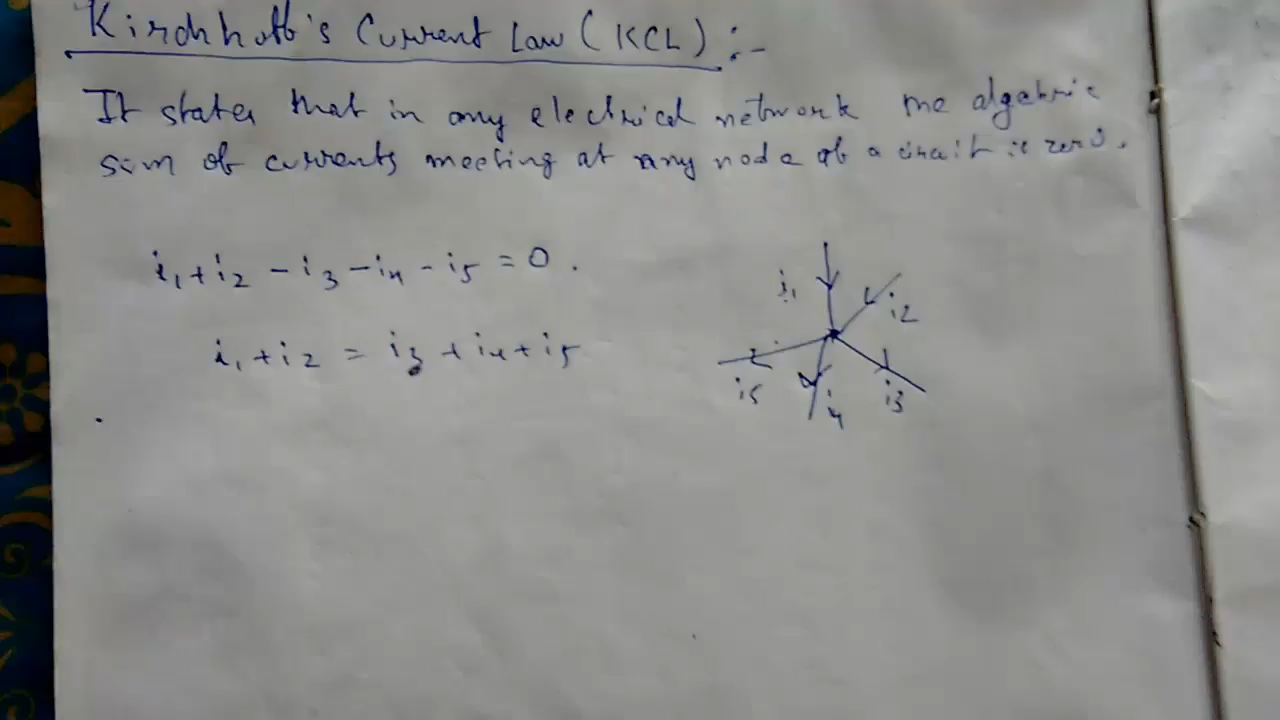 Kirchhoff's Current Law (KCL) :-
It states that in any electrical network the algebric
sum of currents meeting at any node of a circuit is zero.
i1 + i2 - i3 - i4 - i5 = 0 .
i1 + i2 = i3 + i4 + i5
i1
i2
i5
i4
i3